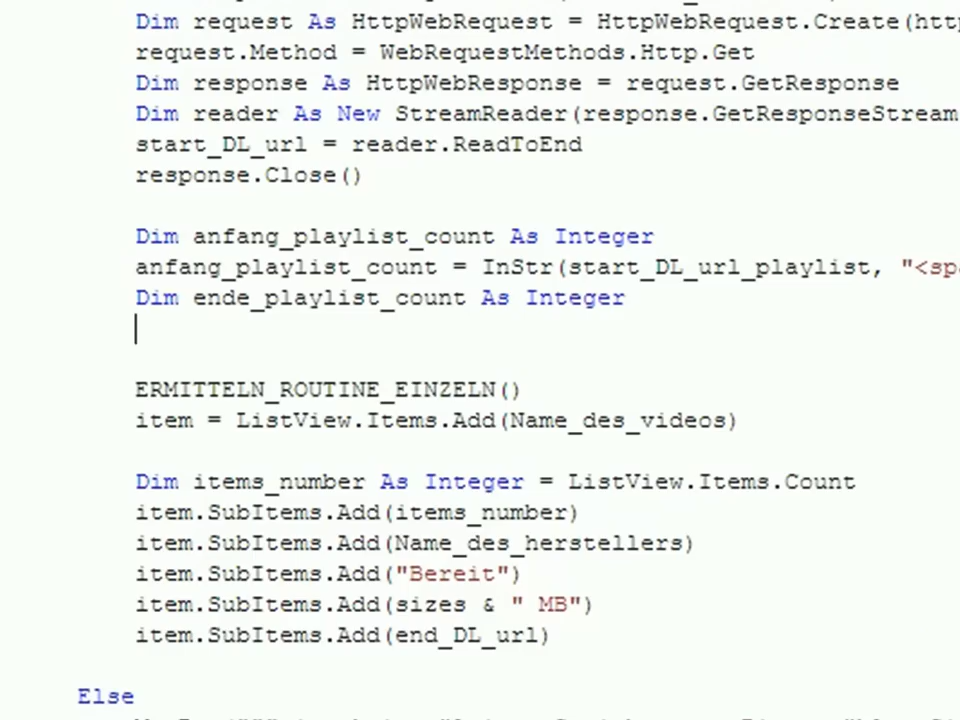 Dim request As HttpWebRequest = HttpWebRequest.Create(http
request.Method = WebRequestMethods.Http.Get
Dim response As HttpWebResponse = request.GetResponse
Dim reader As New StreamReader(response.GetResponseStream
start_DL_url = reader.ReadToEnd
response.Close()
Dim anfang_playlist_count As Integer
anfang_playlist_count = InStr(start_DL_url_playlist, "<sp
Dim ende_playlist_count As Integer
ERMITTELN_ROUTINE_EINZELN()
item = ListView.Items.Add(Name_des_videos)
Dim items_number As Integer = ListView.Items.Count
item.SubItems.Add(items_number)
item.SubItems.Add(Name_des_herstellers)
item.SubItems.Add("Bereit")
item.SubItems.Add(sizes & " MB")
item.SubItems.Add(end_DL_url)
Else